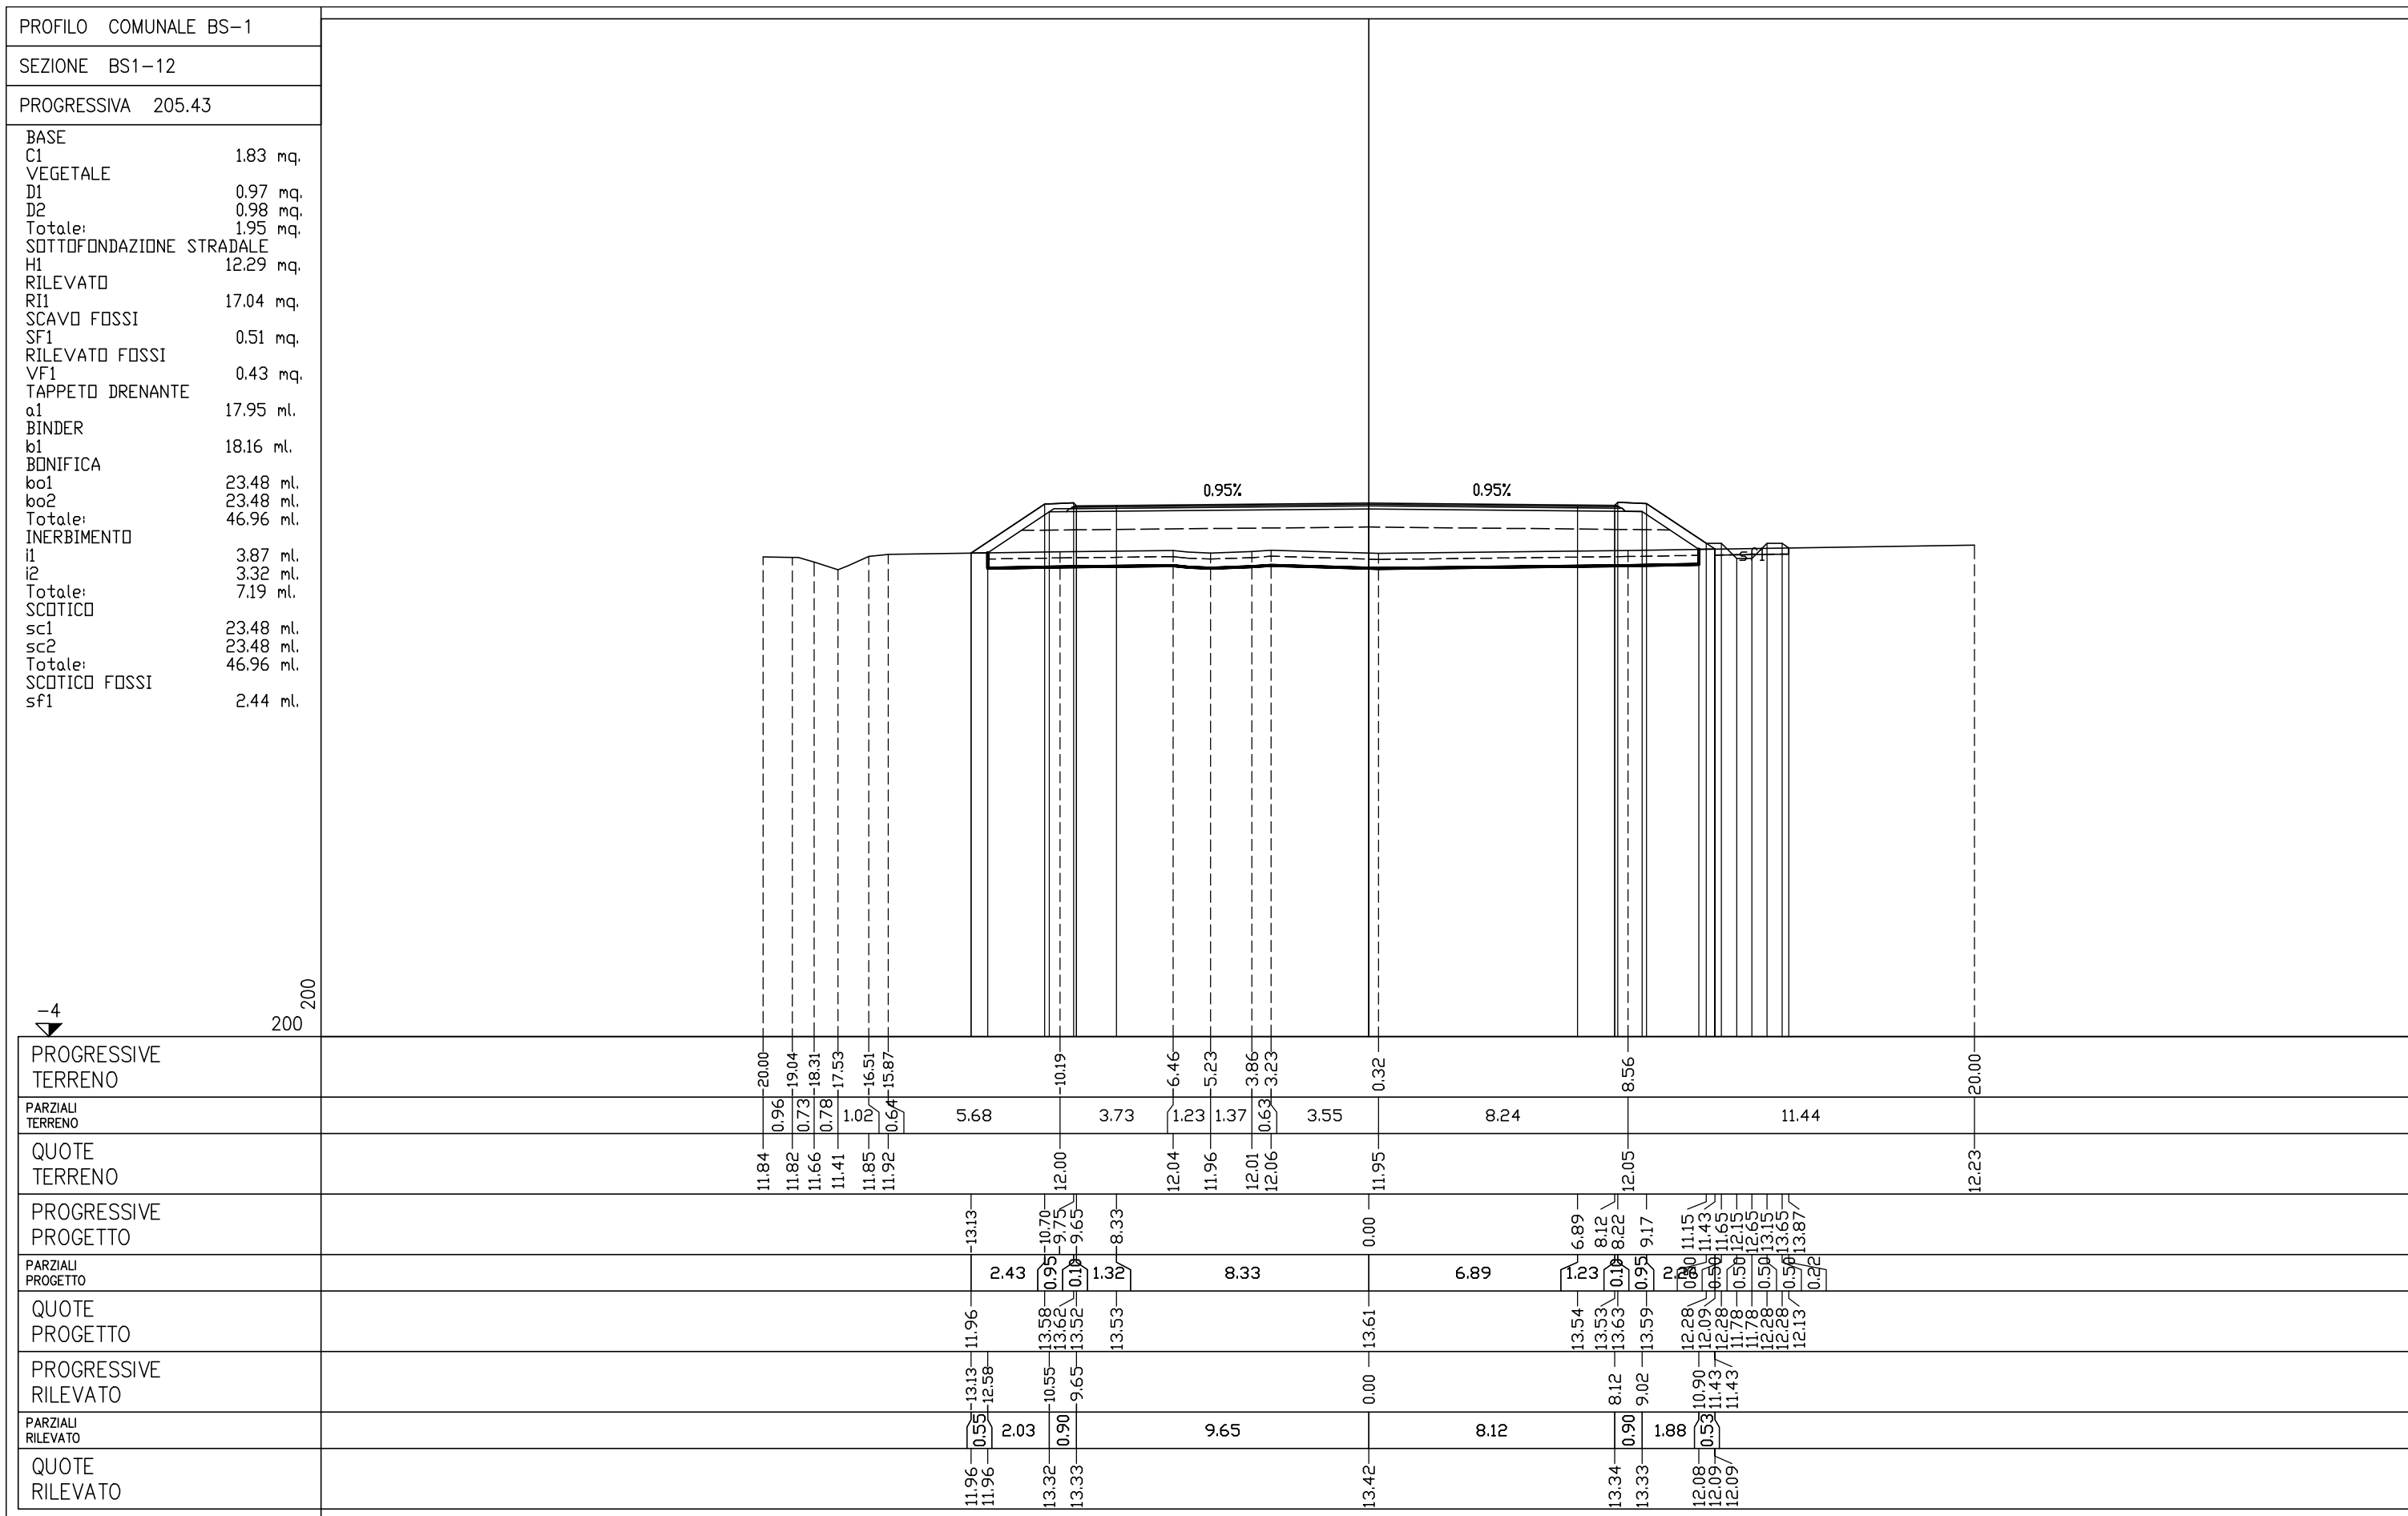 PROFILO COMUNALE BS-1
SEZIONE BS1-12
PROGRESSIVA 205.43
BASE
C1 1.83 mq.
VEGETALE
D1 0.97 mq.
D2 0.98 mq.
Totale: 1.95 mq.
SOTTOFONDAZIONE STRADALE
H1 12.29 mq.
RILEVATO
RI1 17.04 mq.
SCAVO FOSSI
SF1 0.51 mq.
RILEVATO FOSSI
VF1 0.43 mq.
TAPPETO DRENANTE
a1 17.95 ml.
BINDER
b1 18.16 ml.
BONIFICA
bo1 23.48 ml.
bo2 23.48 ml.
Totale: 46.96 ml.
INERBIMENTO
i1 3.87 ml.
i2 3.32 ml.
Totale: 7.19 ml.
SCOTICO
sc1 23.48 ml.
sc2 23.48 ml.
Totale: 46.96 ml.
SCOTICO FOSSI
sf1 2.44 ml.
0.95% 0.95%
-4
200
200
PROGRESSIVE TERRENO
-20.00 -19.04 -18.31 -17.53 -16.51 -15.87 -10.19 -6.46 -5.23 -3.86 -3.23 0.32 8.56 20.00
PARZIALI TERRENO
0.96 0.73 0.78 1.02 0.64 5.68 3.73 1.23 1.37 0.63 3.55 8.24 11.44
QUOTE TERRENO
11.84 11.82 11.66 11.41 11.85 11.92 12.00 12.04 11.96 12.01 12.06 11.95 12.05 12.23
PROGRESSIVE PROGETTO
-13.13 -10.70 -9.75 -9.65 -8.33 0.00 6.89 8.12 8.22 9.17 11.15 11.43 11.65 12.15 12.65 13.15 13.65 13.87
PARZIALI PROGETTO
2.43 0.95 0.10 1.32 8.33 6.89 1.23 0.10 0.95 0.50 0.50 0.50 0.50 0.22
QUOTE PROGETTO
11.96 13.58 13.62 13.52 13.53 13.61 13.54 13.53 13.63 13.59 12.28 12.09 12.28 11.78 11.78 12.28 12.28 12.13
PROGRESSIVE RILEVATO
-13.13 -12.58 -10.55 -9.65 0.00 8.12 9.02 10.90 11.43 11.43
PARZIALI RILEVATO
0.55 2.03 0.90 9.65 8.12 0.90 1.88 0.53
QUOTE RILEVATO
11.96 11.96 13.32 13.33 13.42 13.34 13.33 12.08 12.09 12.09